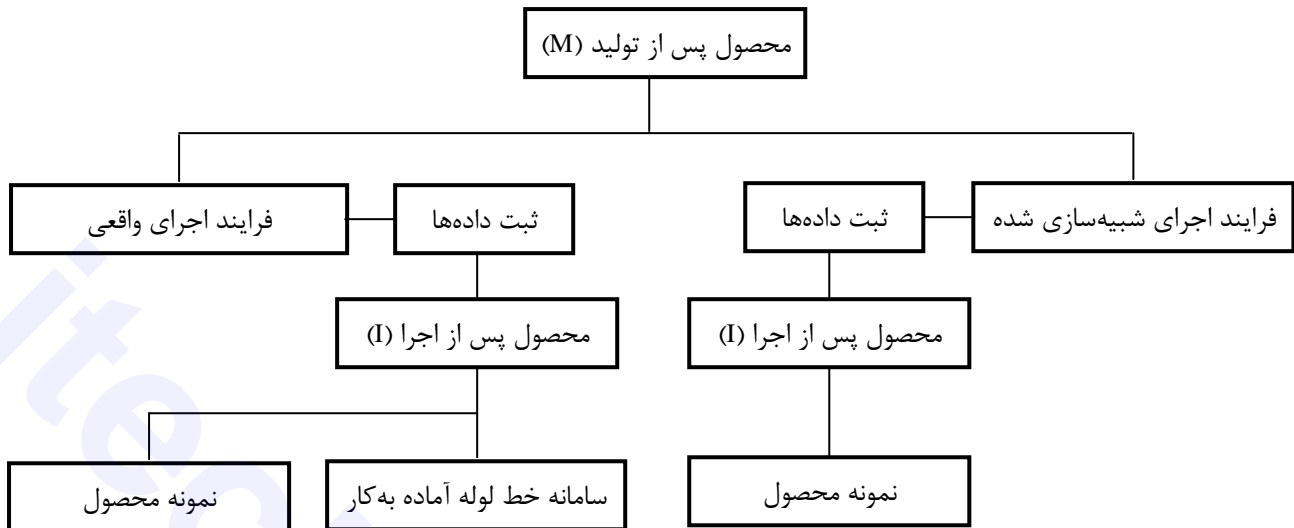 محصول پس از تولید (M)
فرایند اجرای شبیه‌سازی شده
ثبت داده‌ها
ثبت داده‌ها
فرایند اجرای واقعی
محصول پس از اجرا (I)
محصول پس از اجرا (I)
نمونه محصول
سامانه خط لوله آماده به‌کار
نمونه محصول
itec